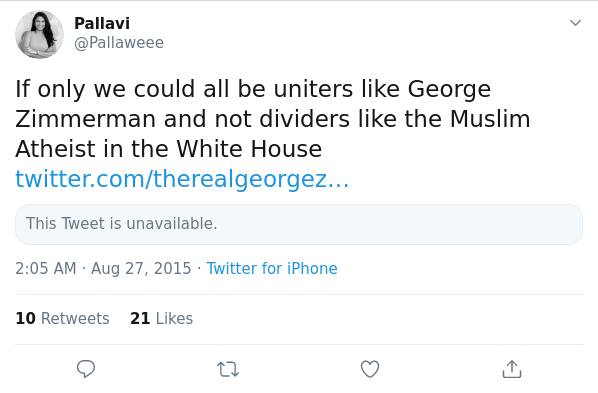 Pallavi
@Pallaweee
If only we could all be uniters like George
Zimmerman and not dividers like the Muslim
Atheist in the White House
twitter.com/therealgeorgez…
This Tweet is unavailable.
2:05 AM · Aug 27, 2015 · Twitter for iPhone
10 Retweets 21 Likes